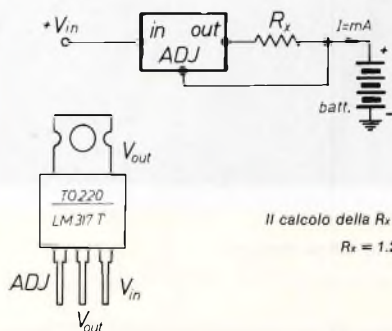 +Vin
in out
ADJ
Rx
I=mA
+
batt.
-
Vout
TO220
LM317T
ADJ
Vin
Vout
Il calcolo della Rx
Rx = 1.2